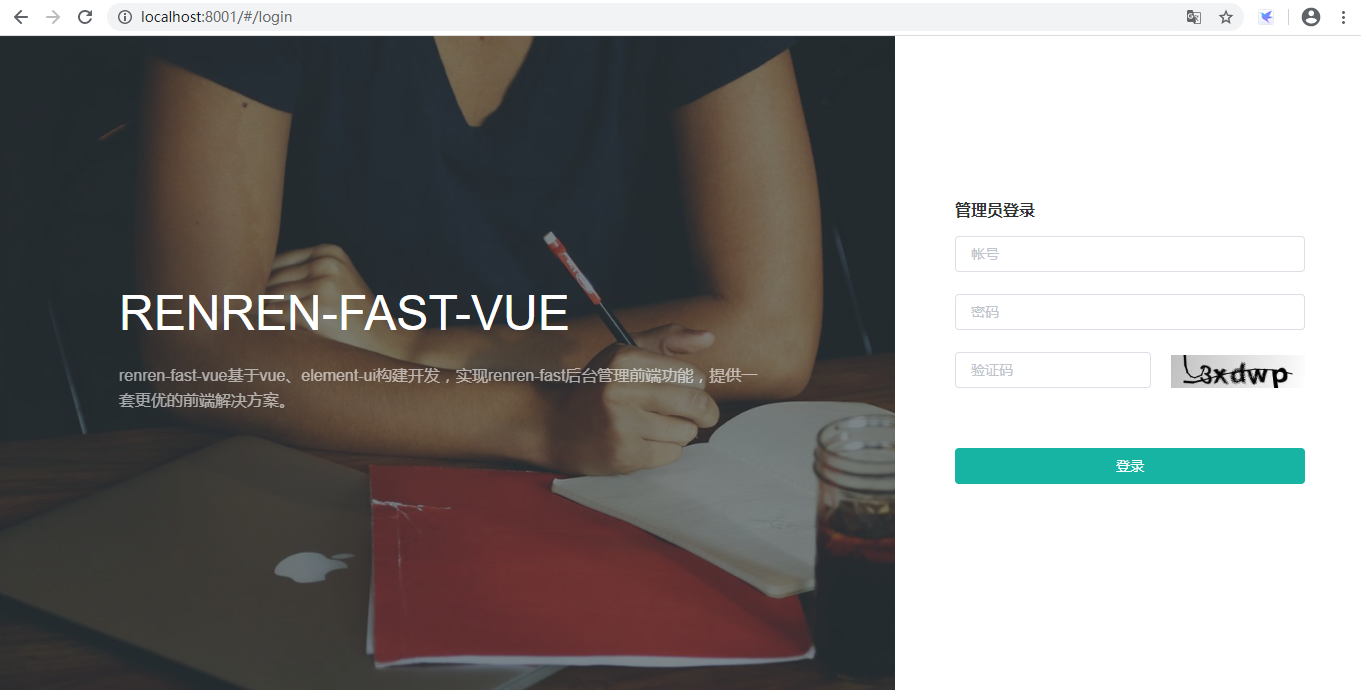 localhost:8001/#/login
RENREN-FAST-VUE
renren-fast-vue基于vue、element-ui构建开发，实现renren-fast后台管理前端功能，提供一
套更优的前端解决方案。
管理员登录
帐号
密码
验证码
3xdwp
登录